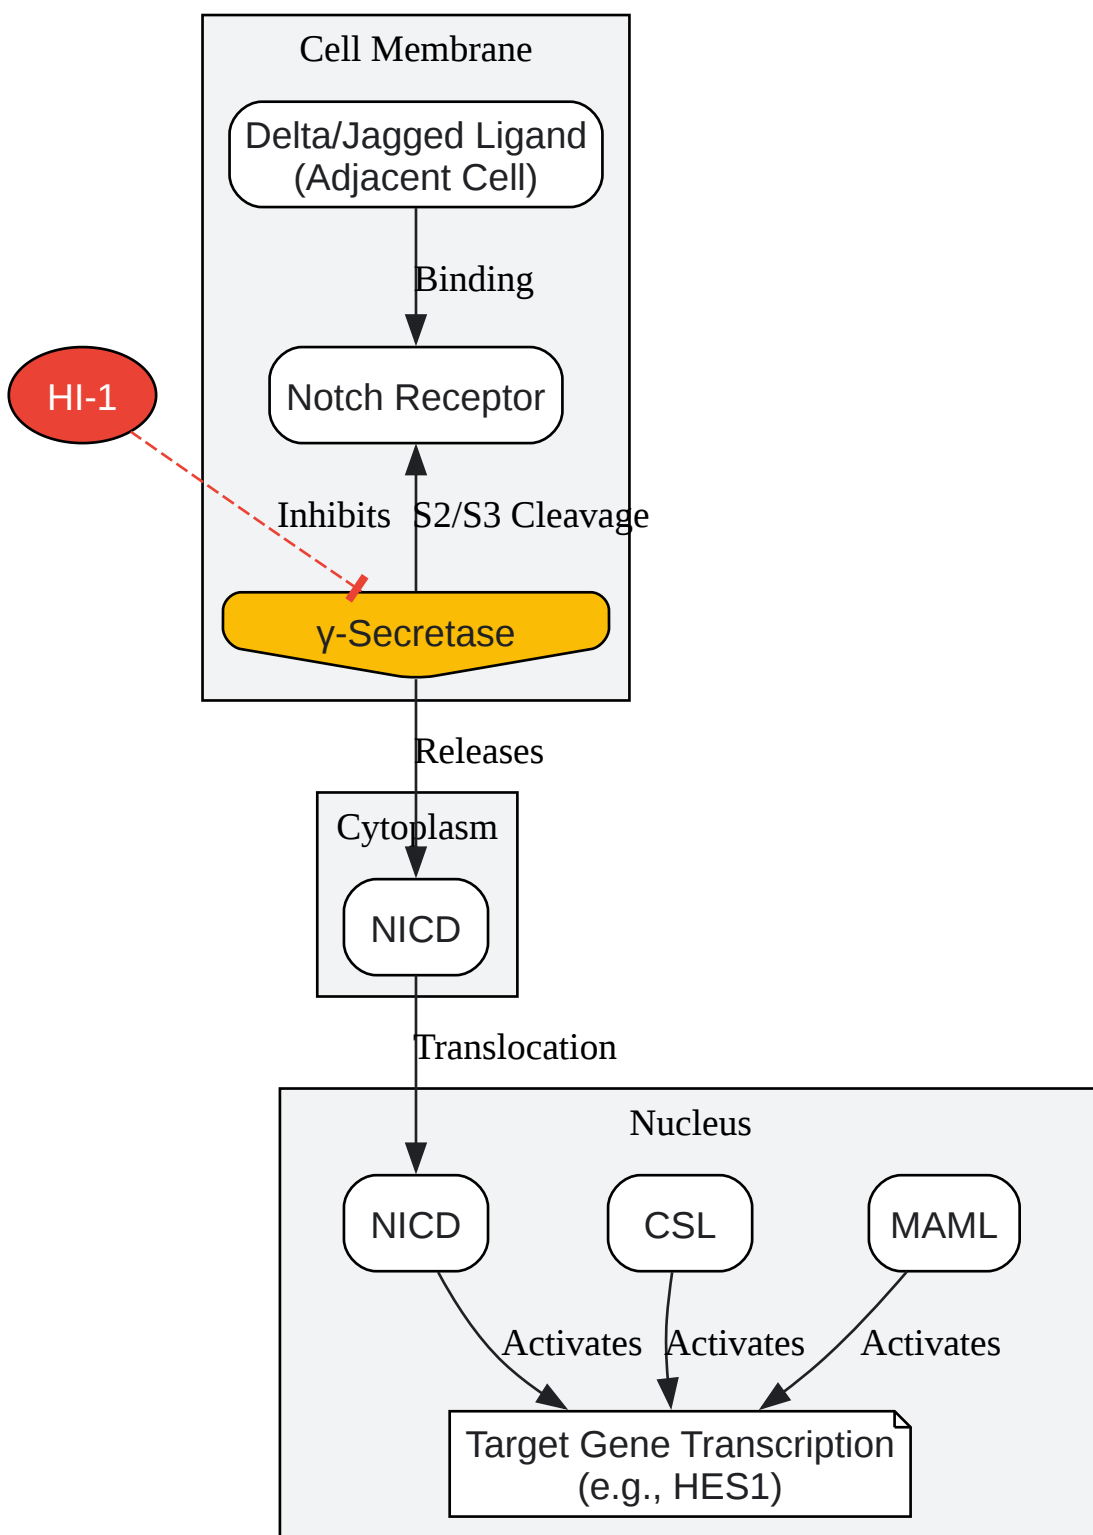 Cell Membrane
Delta/Jagged Ligand
(Adjacent Cell)
Binding
HI-1
Notch Receptor
Inhibits
S2/S3 Cleavage
γ-Secretase
Releases
Cytoplasm
NICD
Translocation
Nucleus
NICD
CSL
MAML
Activates
Activates
Activates
Target Gene Transcription
(e.g., HES1)